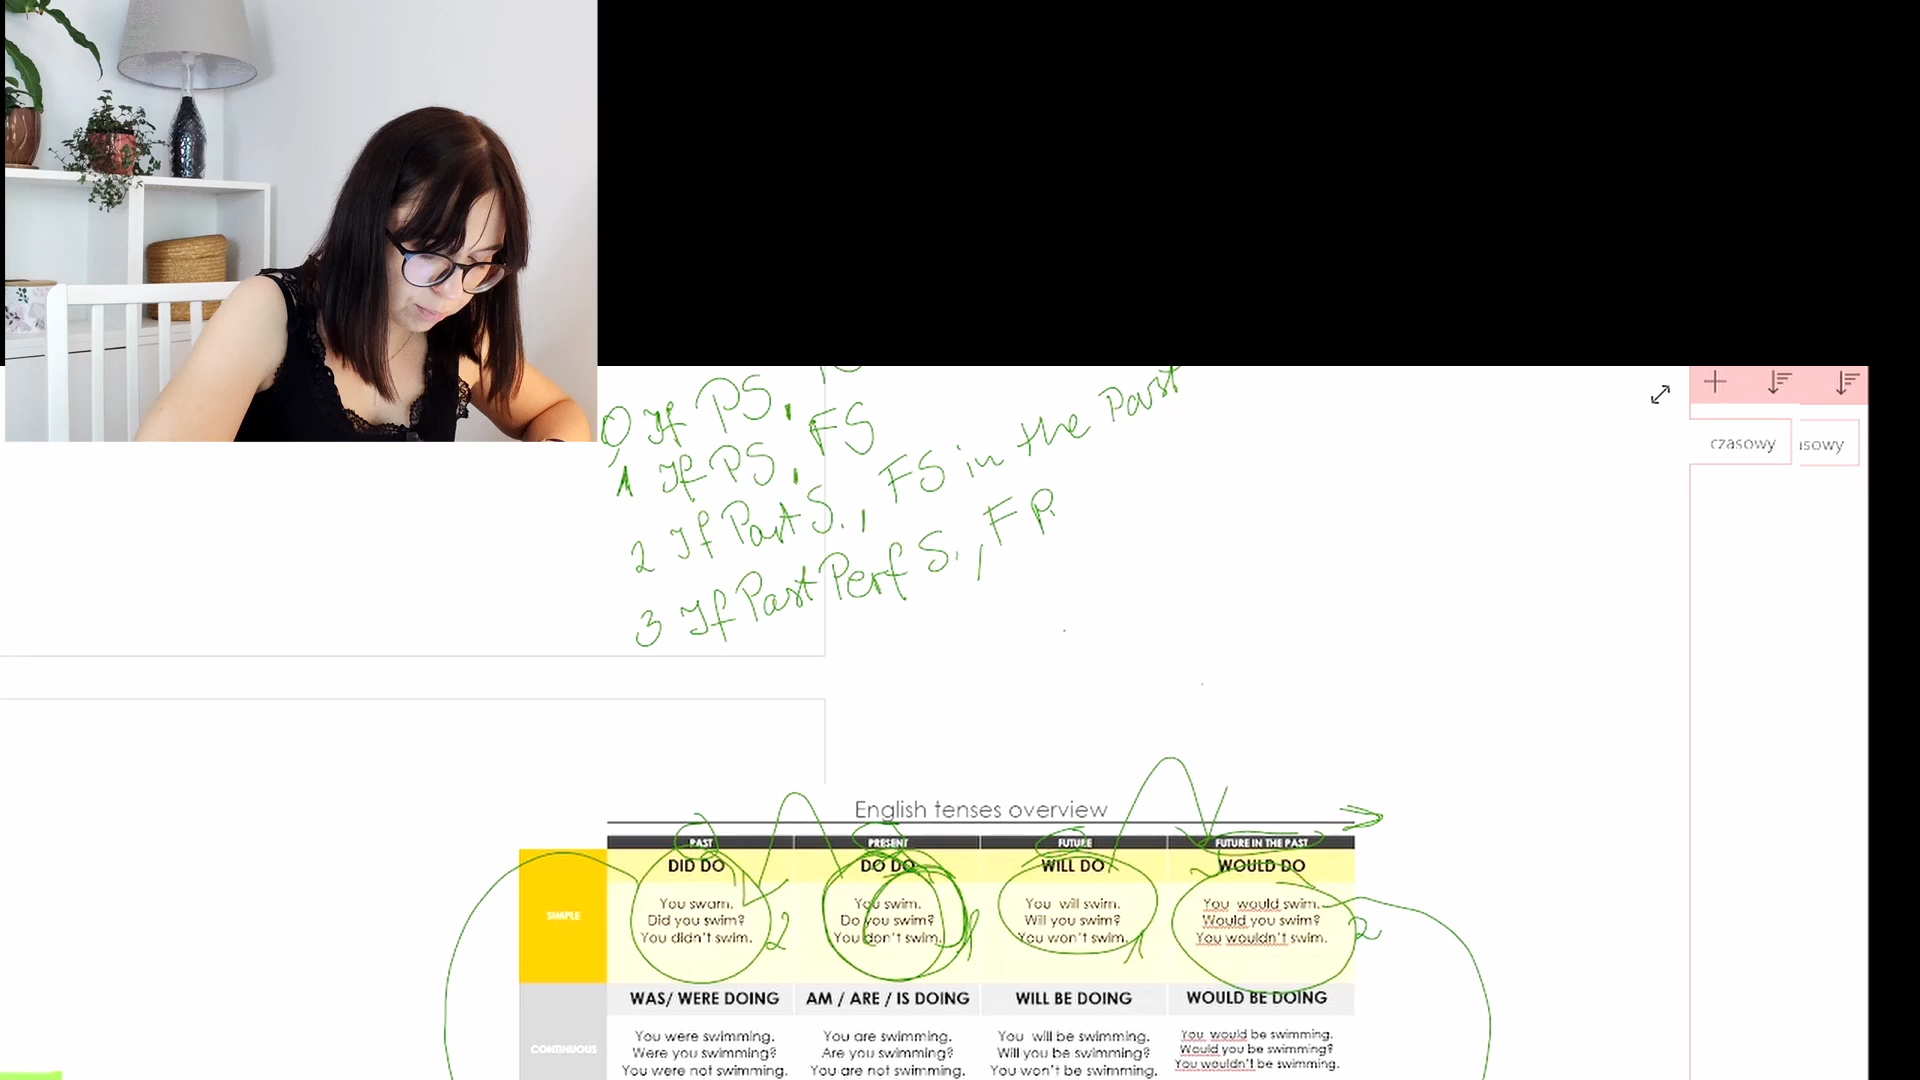 0 If PS,
1 If PS, FS
2 If Past S., FS in the Past
3 If Past Perf S., F P.
czasowy
asowy
English tenses overview
PAST PRESENT FUTURE FUTURE IN THE PAST
DID DO DO DO WILL DO WOULD DO
SIMPLE
You swam. You swim. You will swim. You would swim.
Did you swim? Do you swim? Will you swim? Would you swim?
You didn't swim. You don't swim. You won't swim. You wouldn't swim.
2 1 1 2
WAS/ WERE DOING AM / ARE / IS DOING WILL BE DOING WOULD BE DOING
CONTINUOUS
You were swimming. You are swimming. You will be swimming. You would be swimming.
Were you swimming? Are you swimming? Will you be swimming? Would you be swimming?
You were not swimming. You are not swimming. You won't be swimming. You wouldn't be swimming.